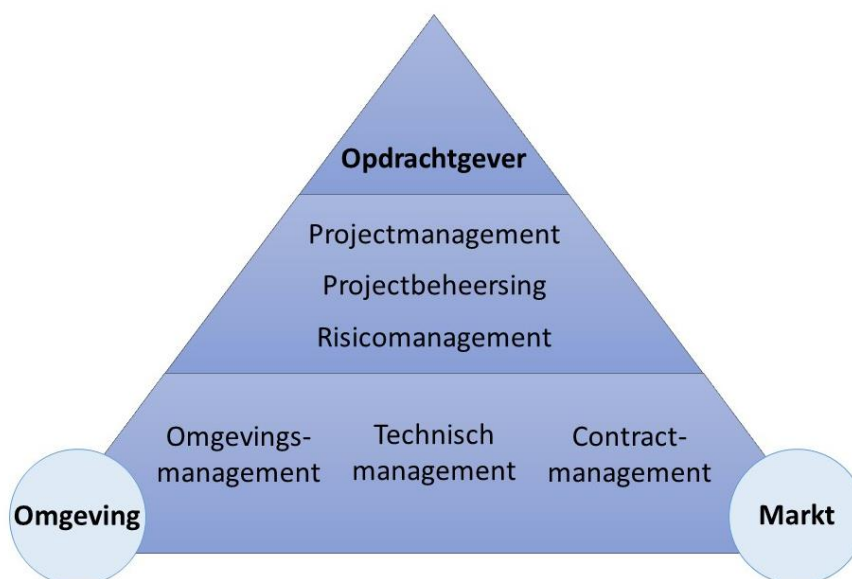 Opdrachtgever
Projectmanagement
Projectbeheersing
Risicomanagement
Omgevings-
management
Technisch
management
Contract-
management
Omgeving
Markt